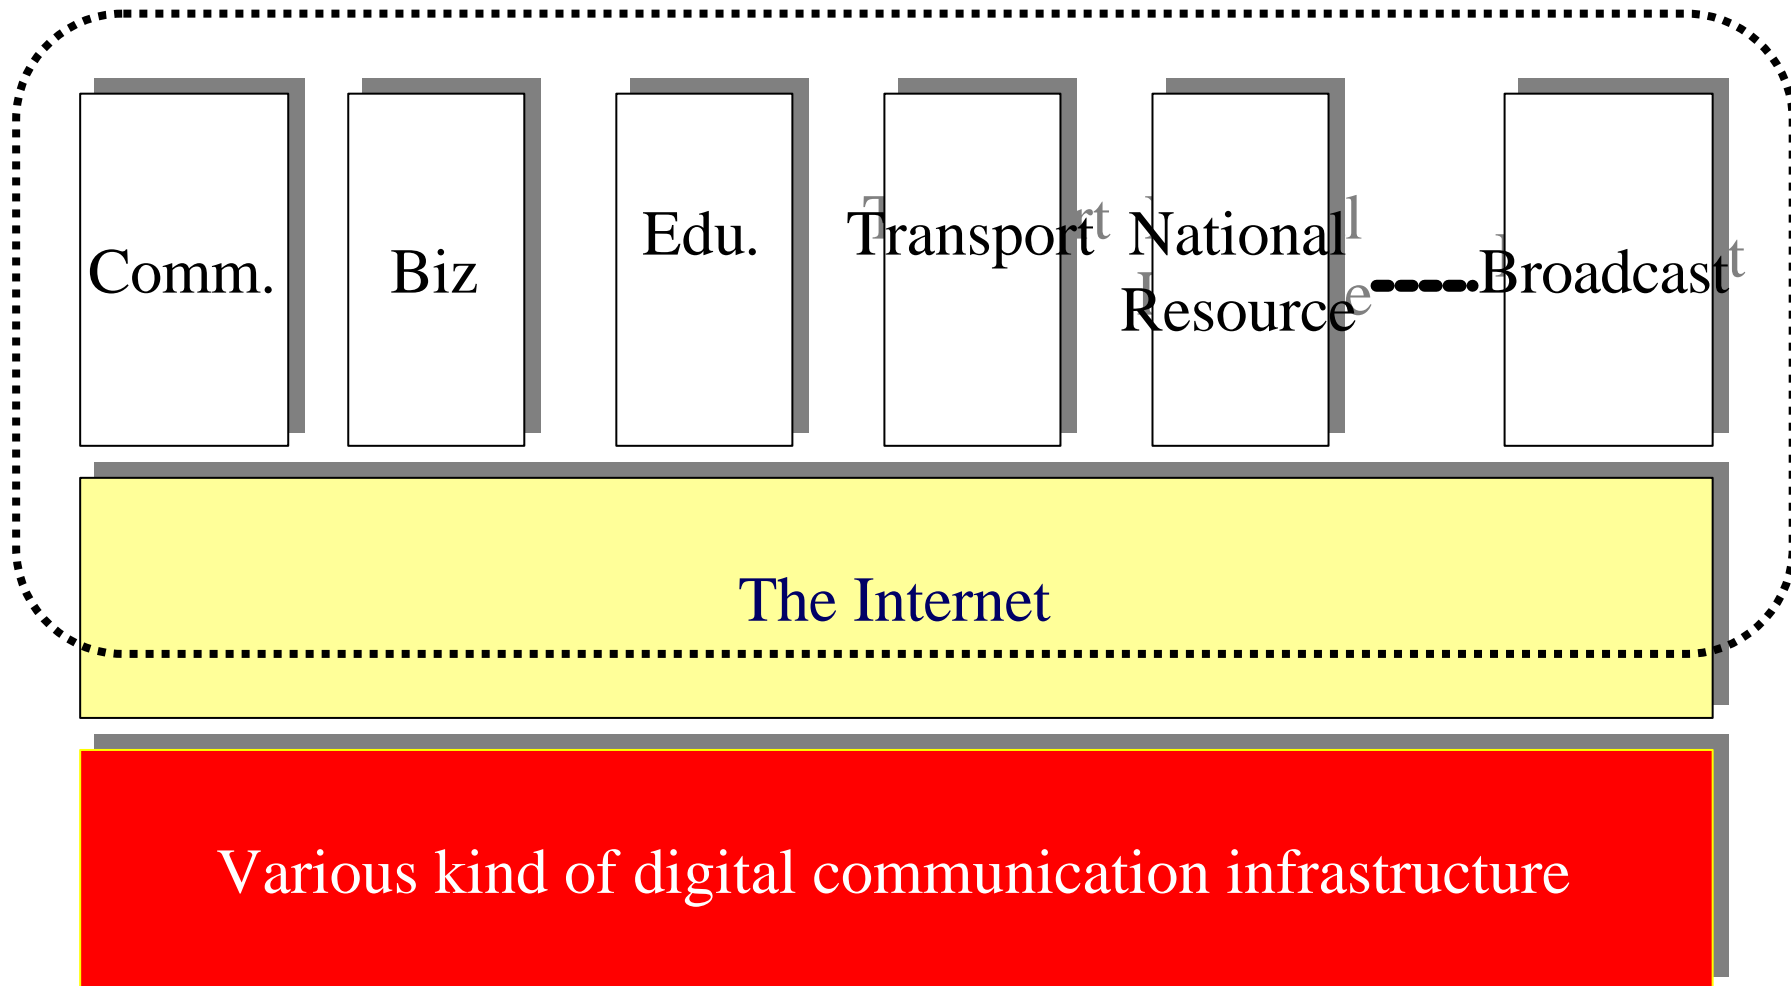 Comm.
Biz
Edu.
Transport
National
Resource
Broadcast
The Internet
Various kind of digital communication infrastructure